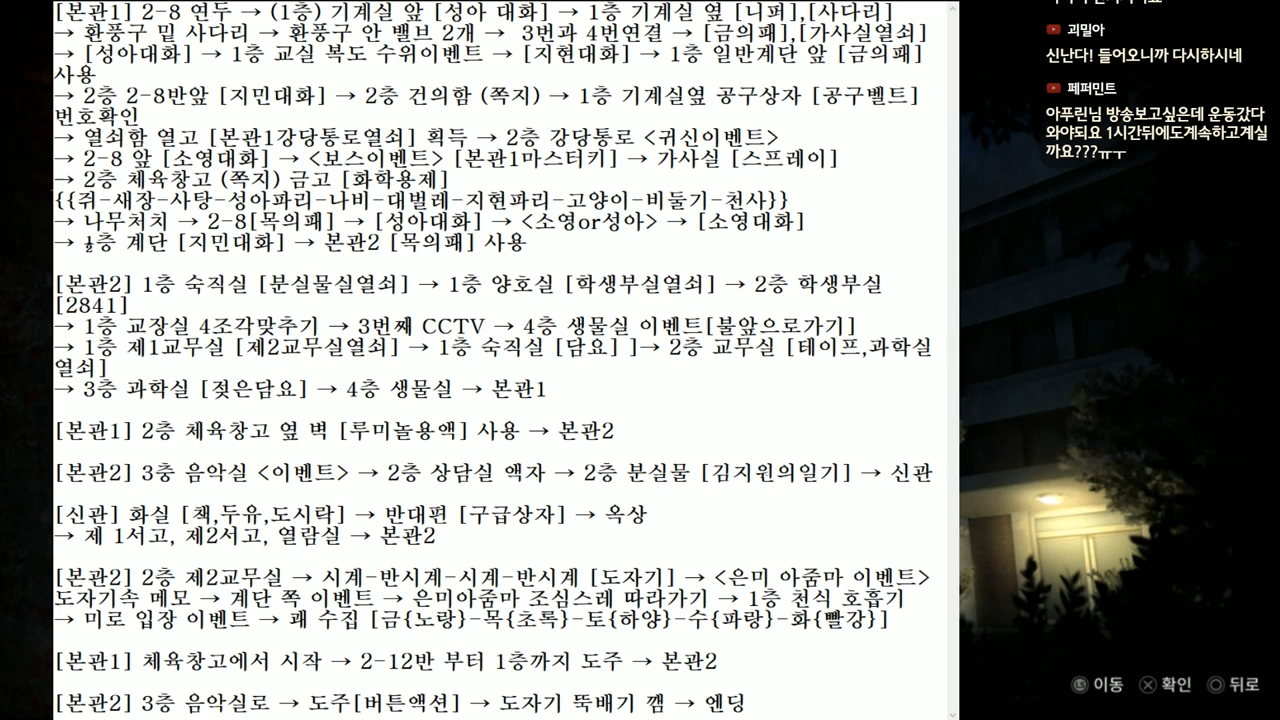 [본관1] 2-8 연두 → (1층) 기계실 앞 [성아 대화] → 1층 기계실 옆 [니퍼],[사다리]
→ 환풍구 밑 사다리 → 환풍구 안 밸브 2개 → 3번과 4번연결 → [금의패],[가사실열쇠]
→ [성아대화] → 1층 교실 복도 수위이벤트 → [지현대화] → 1층 일반계단 앞 [금의패]
사용
→ 2층 2-8반앞 [지민대화] → 2층 건의함 (쪽지) → 1층 기계실옆 공구상자 [공구벨트]
번호확인
→ 열쇠함 열고 [본관1강당통로열쇠] 획득 → 2층 강당통로 <귀신이벤트>
→ 2-8 앞 [소영대화] → <보스이벤트> [본관1마스터키] → 가사실 [스프레이]
→ 2층 체육창고 (쪽지) 금고 [화학용제]
{{쥐-새장-사탕-성아파리-나비-대벌레-지현파리-고양이-비둘기-천사}}
→ 나무처치 → 2-8[목의패] → [성아대화] → <소영or성아> → [소영대화]
→ 층 계단 [지민대화] → 본관2 [목의패] 사용
[본관2] 1층 숙직실 [분실물실열쇠] → 1층 양호실 [학생부실열쇠] → 2층 학생부실
[2841]
→ 1층 교장실 4조각맞추기 → 3번째 CCTV → 4층 생물실 이벤트[불앞으로가기]
→ 1층 제1교무실 [제2교무실열쇠] → 1층 숙직실 [담요] ]→ 2층 교무실 [테이프,과학실
열쇠]
→ 3층 과학실 [젖은담요] → 4층 생물실 → 본관1
[본관1] 2층 체육창고 옆 벽 [루미놀용액] 사용 → 본관2
[본관2] 3층 음악실 <이벤트> → 2층 상담실 액자 → 2층 분실물 [김지원의일기] → 신관
[신관] 화실 [책,두유,도시락] → 반대편 [구급상자] → 옥상
→ 제 1서고, 제2서고, 열람실 → 본관2
[본관2] 2층 제2교무실 → 시계-반시계-시계-반시계 [도자기] → <은미 아줌마 이벤트>
도자기속 메모 → 계단 쪽 이벤트 → 은미아줌마 조심스레 따라가기 → 1층 천식 호흡기
→ 미로 입장 이벤트 → 괘 수집 [금{노랑}-목{초록}-토{하양}-수{파랑}-화{빨강}]
[본관1] 체육창고에서 시작 → 2-12반 부터 1층까지 도주 → 본관2
[본관2] 3층 음악실로 → 도주[버튼액션] → 도자기 뚝배기 깸 → 엔딩
괴밀아
신난다! 들어오니까 다시하시네
페퍼민트
아푸린님 방송보고싶은데 운동갔다
와야되요 1시간뒤에도계속하고계실
까요???ㅠㅜ
L 이동 확인 뒤로